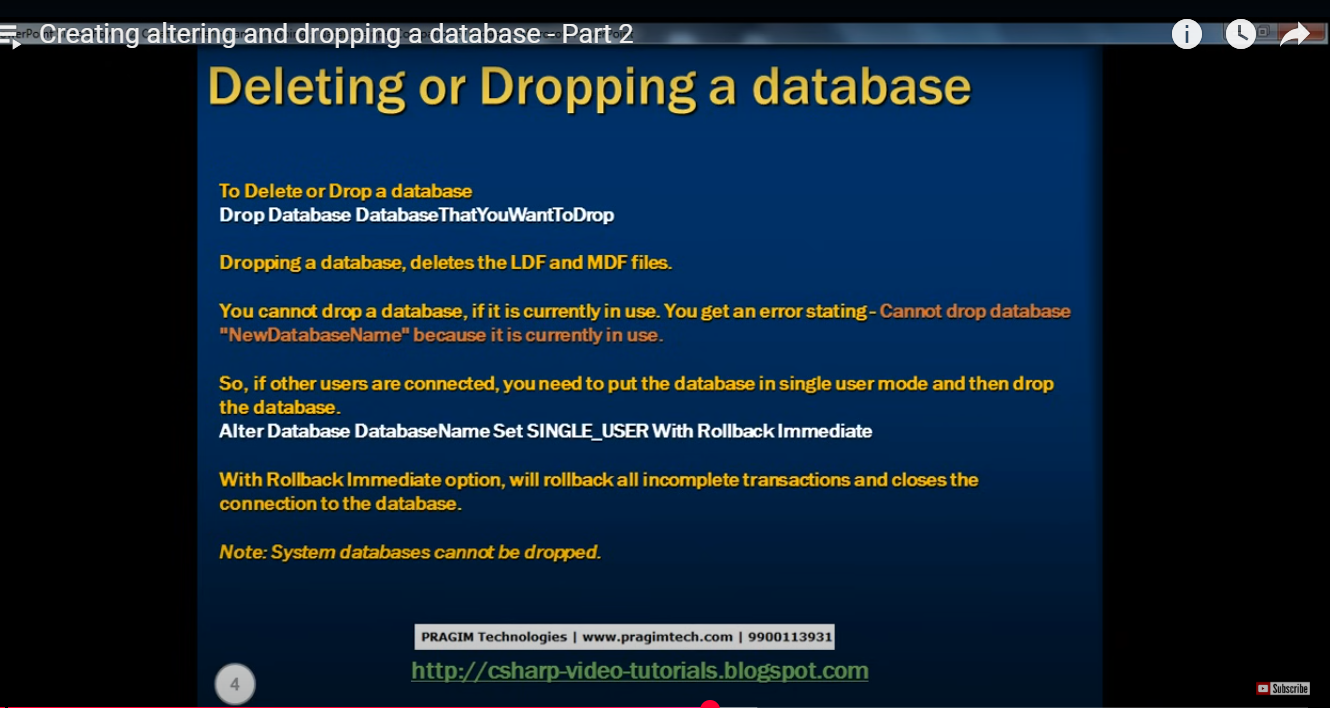 Creating altering and dropping a database - Part 2
Deleting or Dropping a database
To Delete or Drop a database
Drop Database DatabaseThatYouWantToDrop
Dropping a database, deletes the LDF and MDF files.
You cannot drop a database, if it is currently in use. You get an error stating - Cannot drop database
"NewDatabaseName" because it is currently in use.
So, if other users are connected, you need to put the database in single user mode and then drop
the database.
Alter Database DatabaseName Set SINGLE_USER With Rollback Immediate
With Rollback Immediate option, will rollback all incomplete transactions and closes the
connection to the database.
Note: System databases cannot be dropped.
PRAGIM Technologies | www.pragimtech.com | 9900113931
http://csharp-video-tutorials.blogspot.com
4
Subscribe